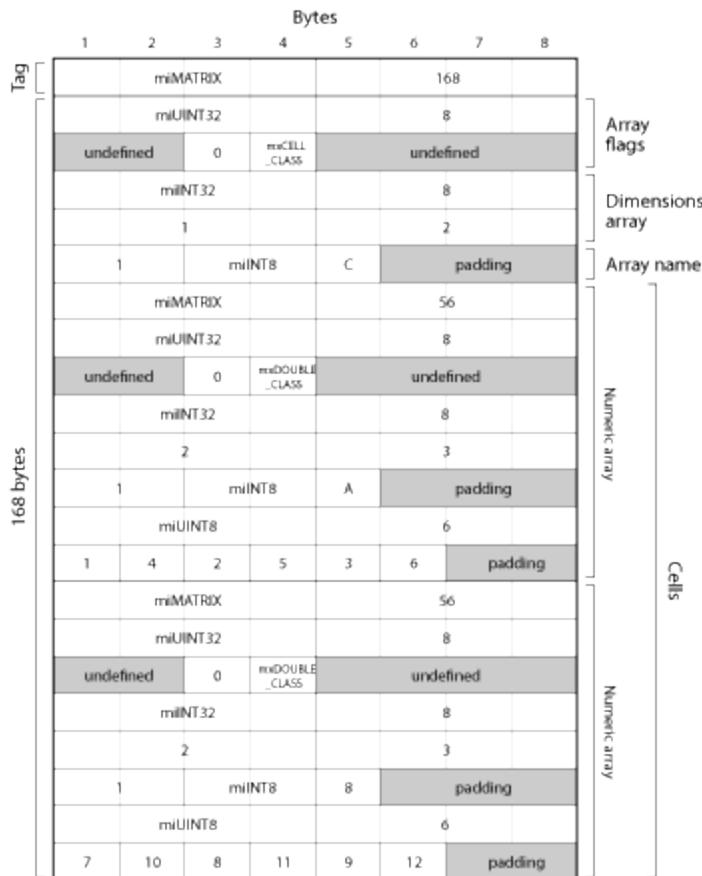 Bytes
1 2 3 4 5 6 7 8
Tag
miMATRIX 168
miUINT32 8
Array flags
undefined 0 mxCELL _CLASS undefined
miINT32 8
Dimensions array
1 2
1 miINT8 C padding
Array name
miMATRIX 56
miUINT32 8
undefined 0 mxDOUBLE _CLASS undefined
miINT32 8
2 3
1 miINT8 A padding
miUINT8 6
1 4 2 5 3 6 padding
Numeric array
miMATRIX 56
miUINT32 8
undefined 0 mxDOUBLE _CLASS undefined
miINT32 8
2 3
1 miINT8 8 padding
miUINT8 6
7 10 8 11 9 12 padding
Numeric array
Cells
168 bytes